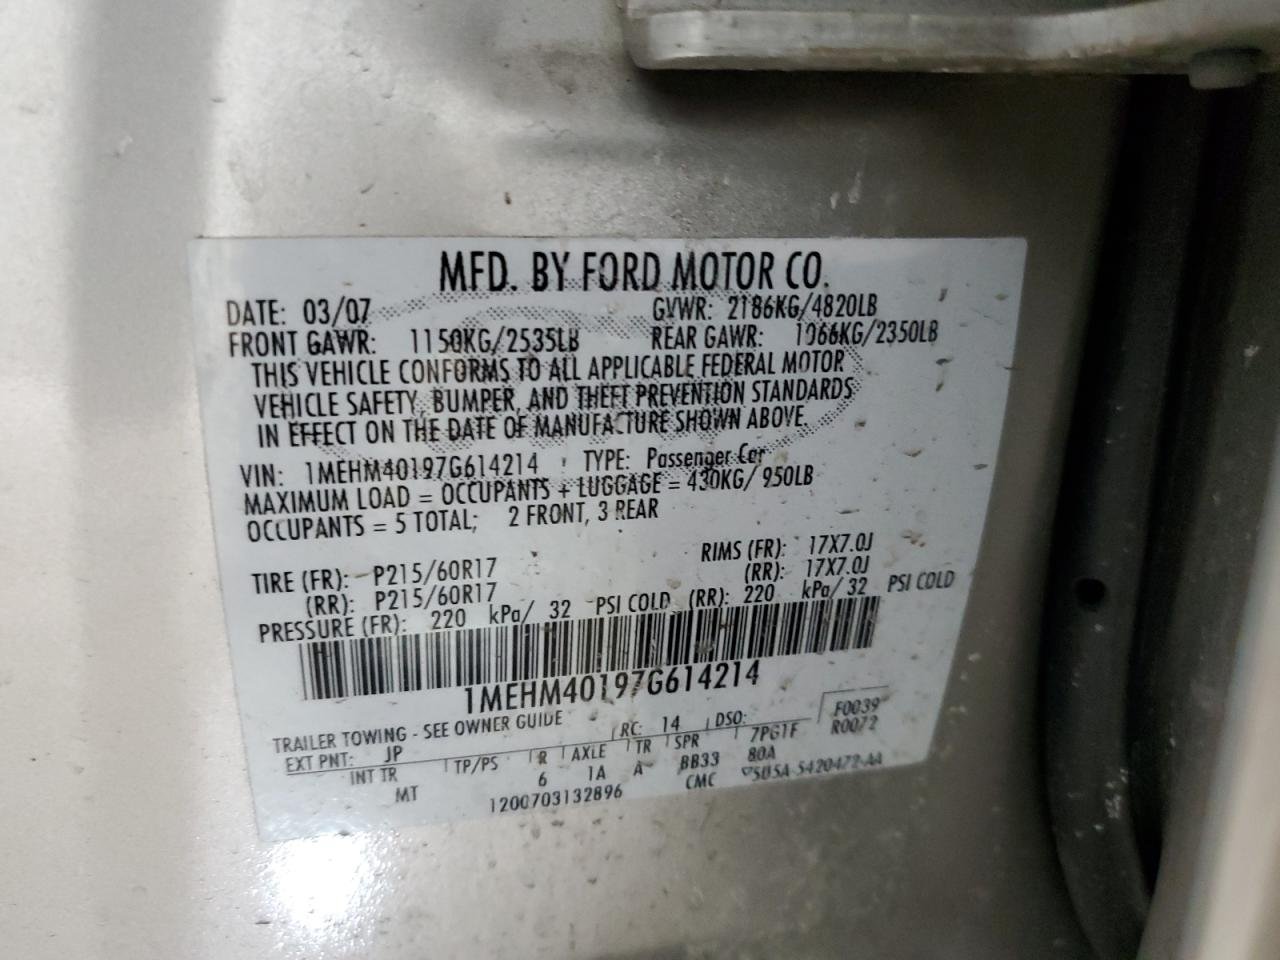 MFD. BY FORD MOTOR CO.
DATE: 03/07 GVWR: 2186KG/4820LB
FRONT GAWR: 1150KG/2535LB REAR GAWR: 1066KG/2350LB
THIS VEHICLE CONFORMS TO ALL APPLICABLE FEDERAL MOTOR
VEHICLE SAFETY, BUMPER, AND THEFT PREVENTION STANDARDS
IN EFFECT ON THE DATE OF MANUFACTURE SHOWN ABOVE.
VIN: 1MEHM40197G614214 TYPE: Passenger Car
MAXIMUM LOAD = OCCUPANTS + LUGGAGE = 430KG/ 950LB
OCCUPANTS = 5 TOTAL; 2 FRONT, 3 REAR
TIRE (FR): P215/60R17 RIMS (FR): 17X7.0J
(RR): P215/60R17 (RR): 17X7.0J
PRESSURE (FR): 220 kPa/ 32 PSI COLD (RR): 220 kPa/ 32 PSI COLD
1MEHM40197G614214
TRAILER TOWING - SEE OWNER GUIDE RC: 14 DSO: F0039
EXT PNT: JP R0072
INT TR TP/PS R AXLE TR SPR 7PG1F
MT 6 1A A BB33 80A
1200703132896 CMC 5U5A-5420472-AA